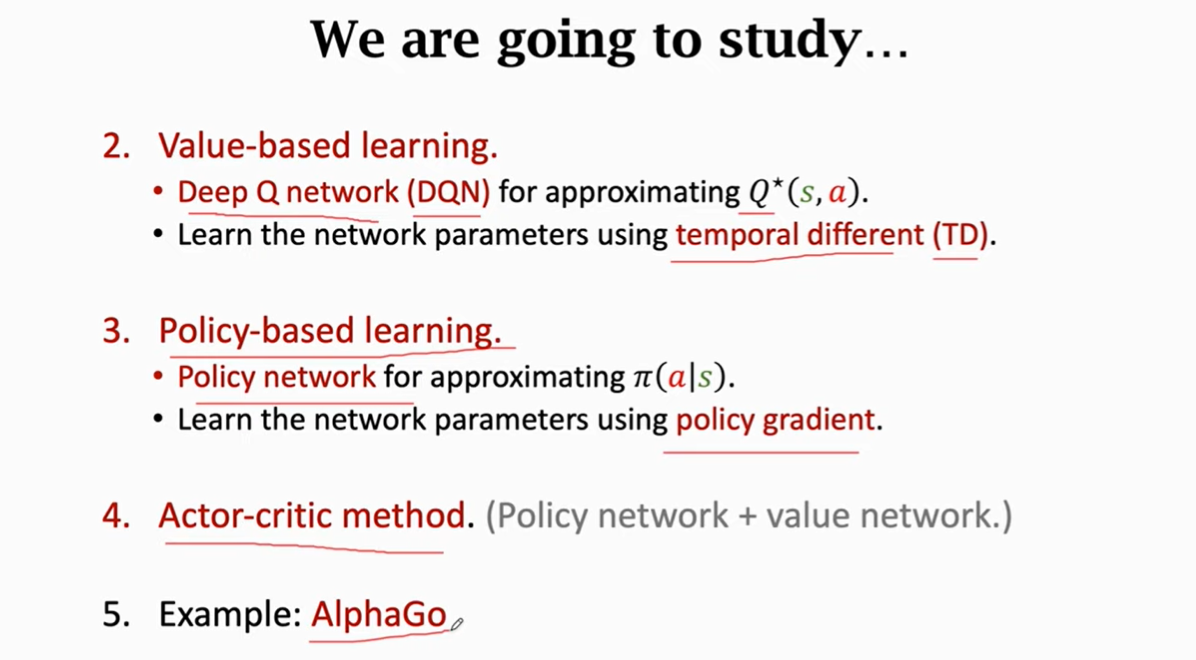 We are going to study…
2. Value-based learning.
• Deep Q network (DQN) for approximating Q*(s, a).
• Learn the network parameters using temporal different (TD).
3. Policy-based learning.
• Policy network for approximating π(a|s).
• Learn the network parameters using policy gradient.
4. Actor-critic method. (Policy network + value network.)
5. Example: AlphaGo